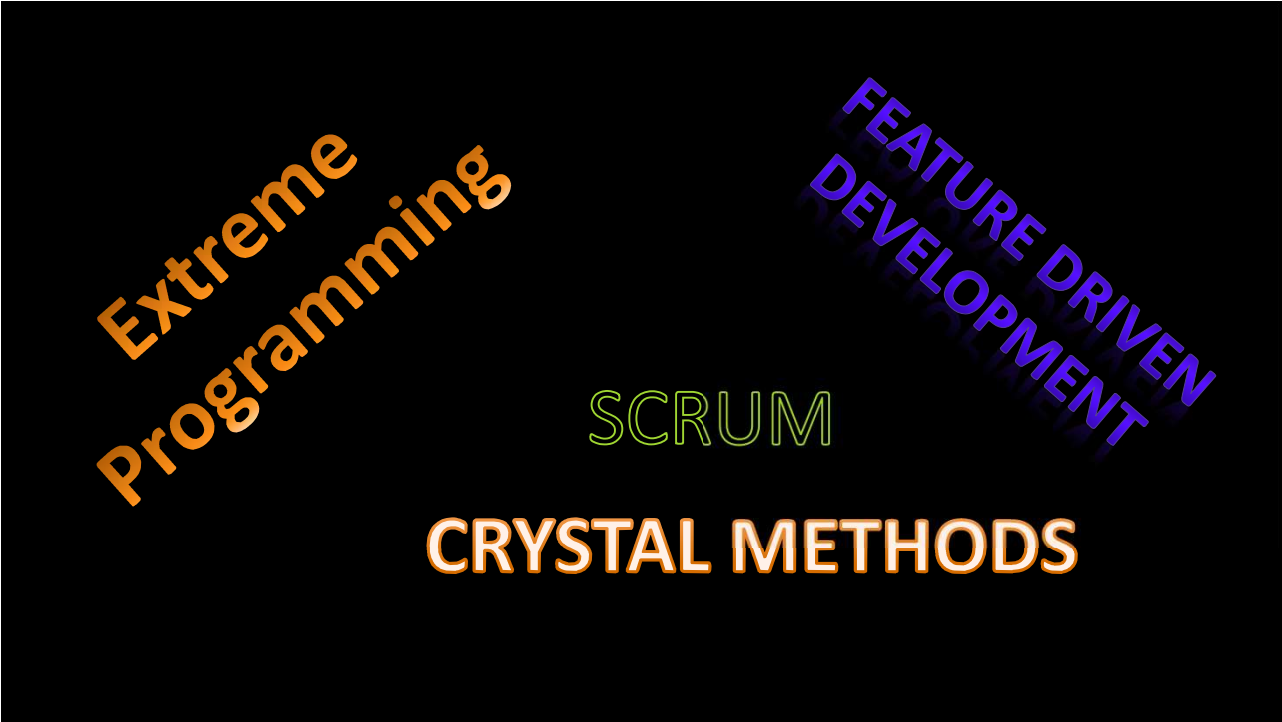 Extreme
Programming
FEATURE DRIVEN
DEVELOPMENT
SCRUM
CRYSTAL METHODS